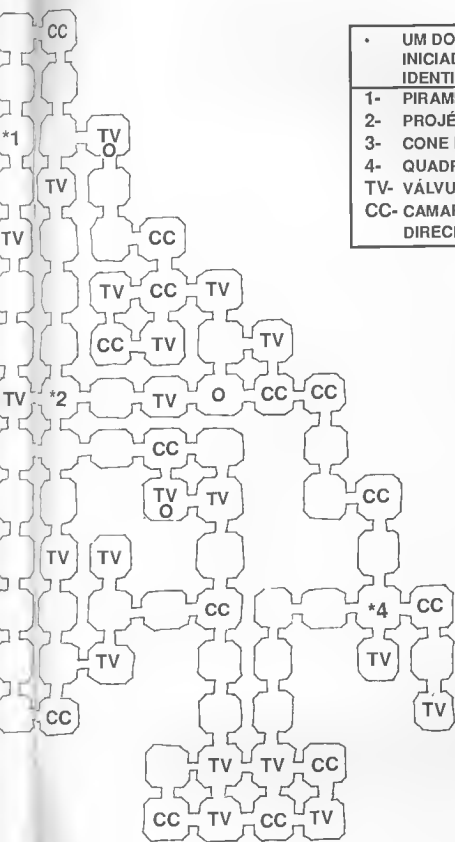 CC
• UM DO
INICIAD
IDENTI
1- PIRAM
2- PROJÉ
3- CONE
4- QUADR
TV- VÁLVU
CC- CAMAR
DIREC
*1
TV
O
TV
TV
CC
TV CC TV
CC TV
TV
TV *2 TV O CC CC
CC
TV
O
TV
CC
TV TV
CC
*4 CC
TV
TV
TV
CC
TV TV CC
CC TV CC TV